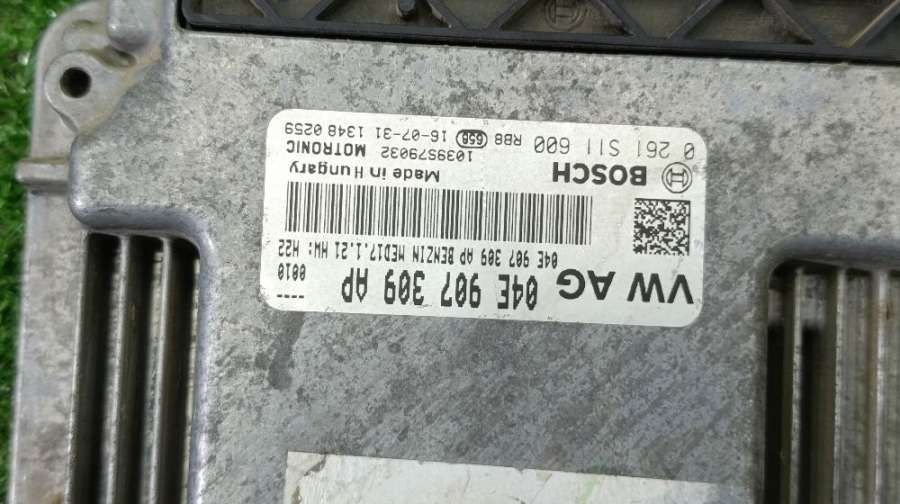 VW AG 04E 907 309 AP ---
0010
04E 907 309 AP BENZIN MED17.1.21 HW: H22
BOSCH Made in Hungary
1039S79032 MOTRONIC
0 261 S11 600 RB8 65B 16-07-31 1348 0259